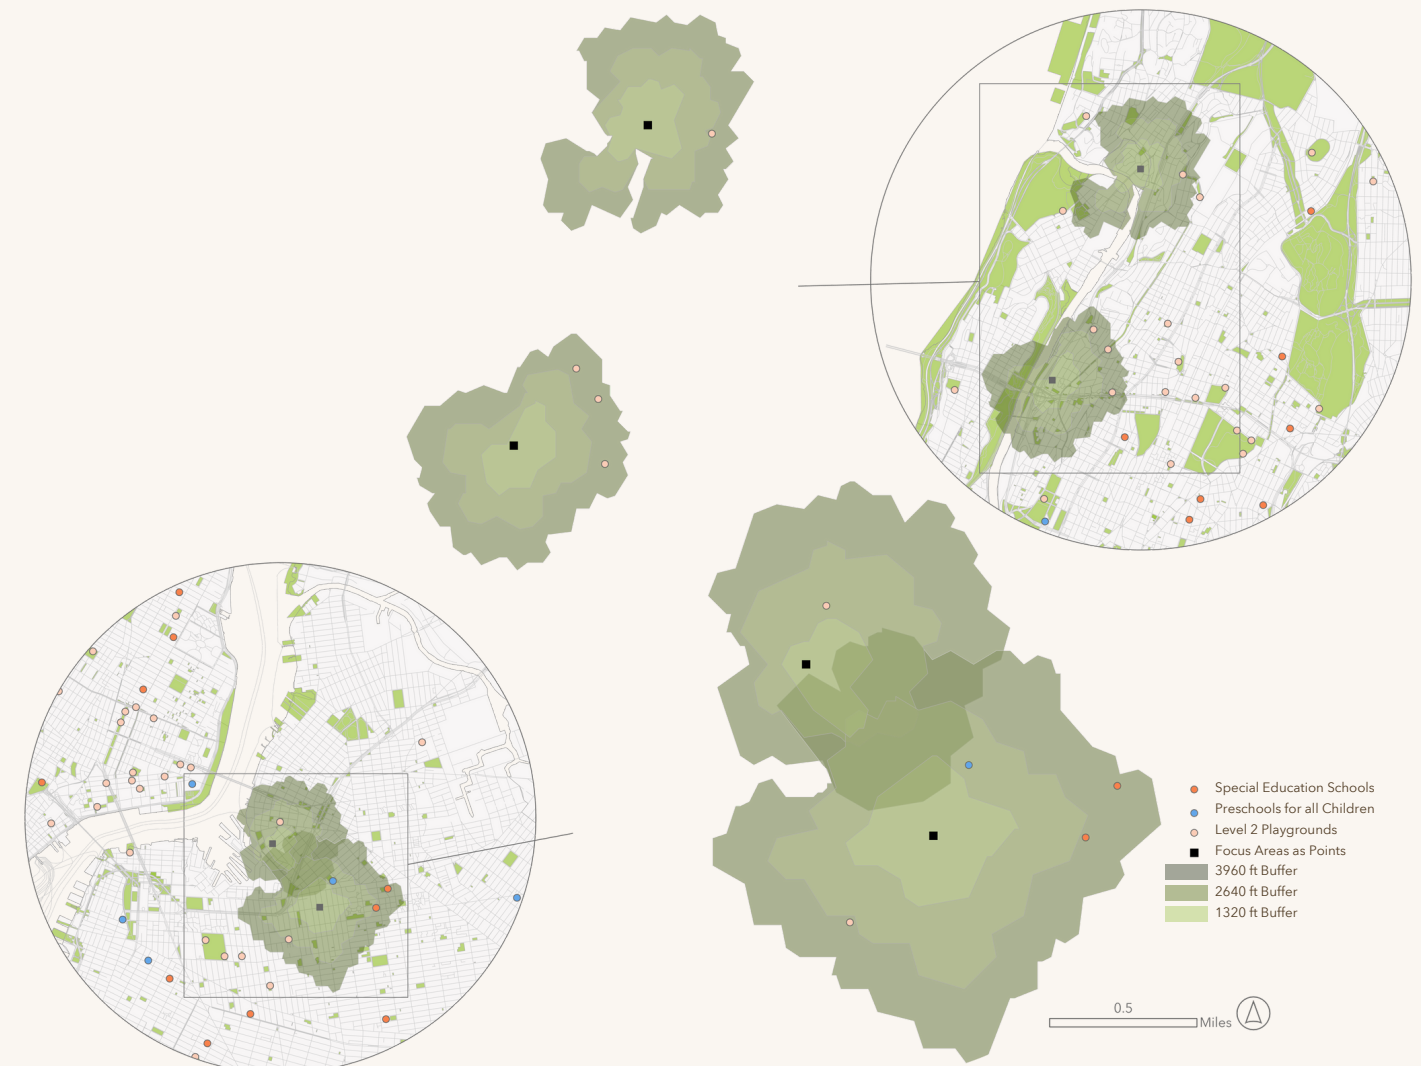 Special Education Schools
Preschools for all Children
Level 2 Playgrounds
Focus Areas as Points
3960 ft Buffer
2640 ft Buffer
1320 ft Buffer
0.5
Miles